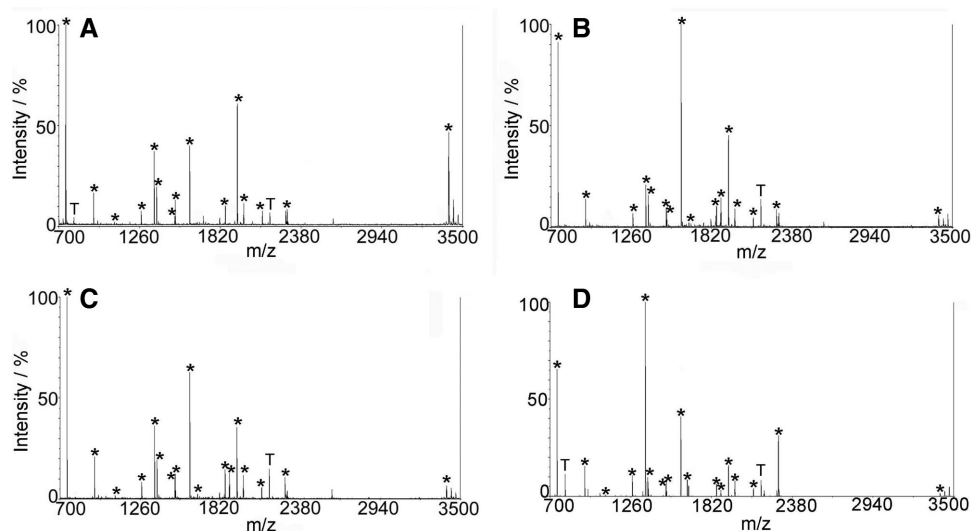 A
100
50
0
Intensity / %
* T * * * * * * * * * * * * T * *
700 1260 1820 2380 2940 3500
m/z
B
100
50
0
Intensity / %
* * * * * * * * * * * * * * T * *
700 1260 1820 2380 2940 3500
m/z
C
100
50
0
Intensity / %
* * * * * * * * * * * * * * * T * *
700 1260 1820 2380 2940 3500
m/z
D
100
50
0
* T * * * * * * * * * * * * * * T * *
700 1260 1820 2380 2940 3500
m/z